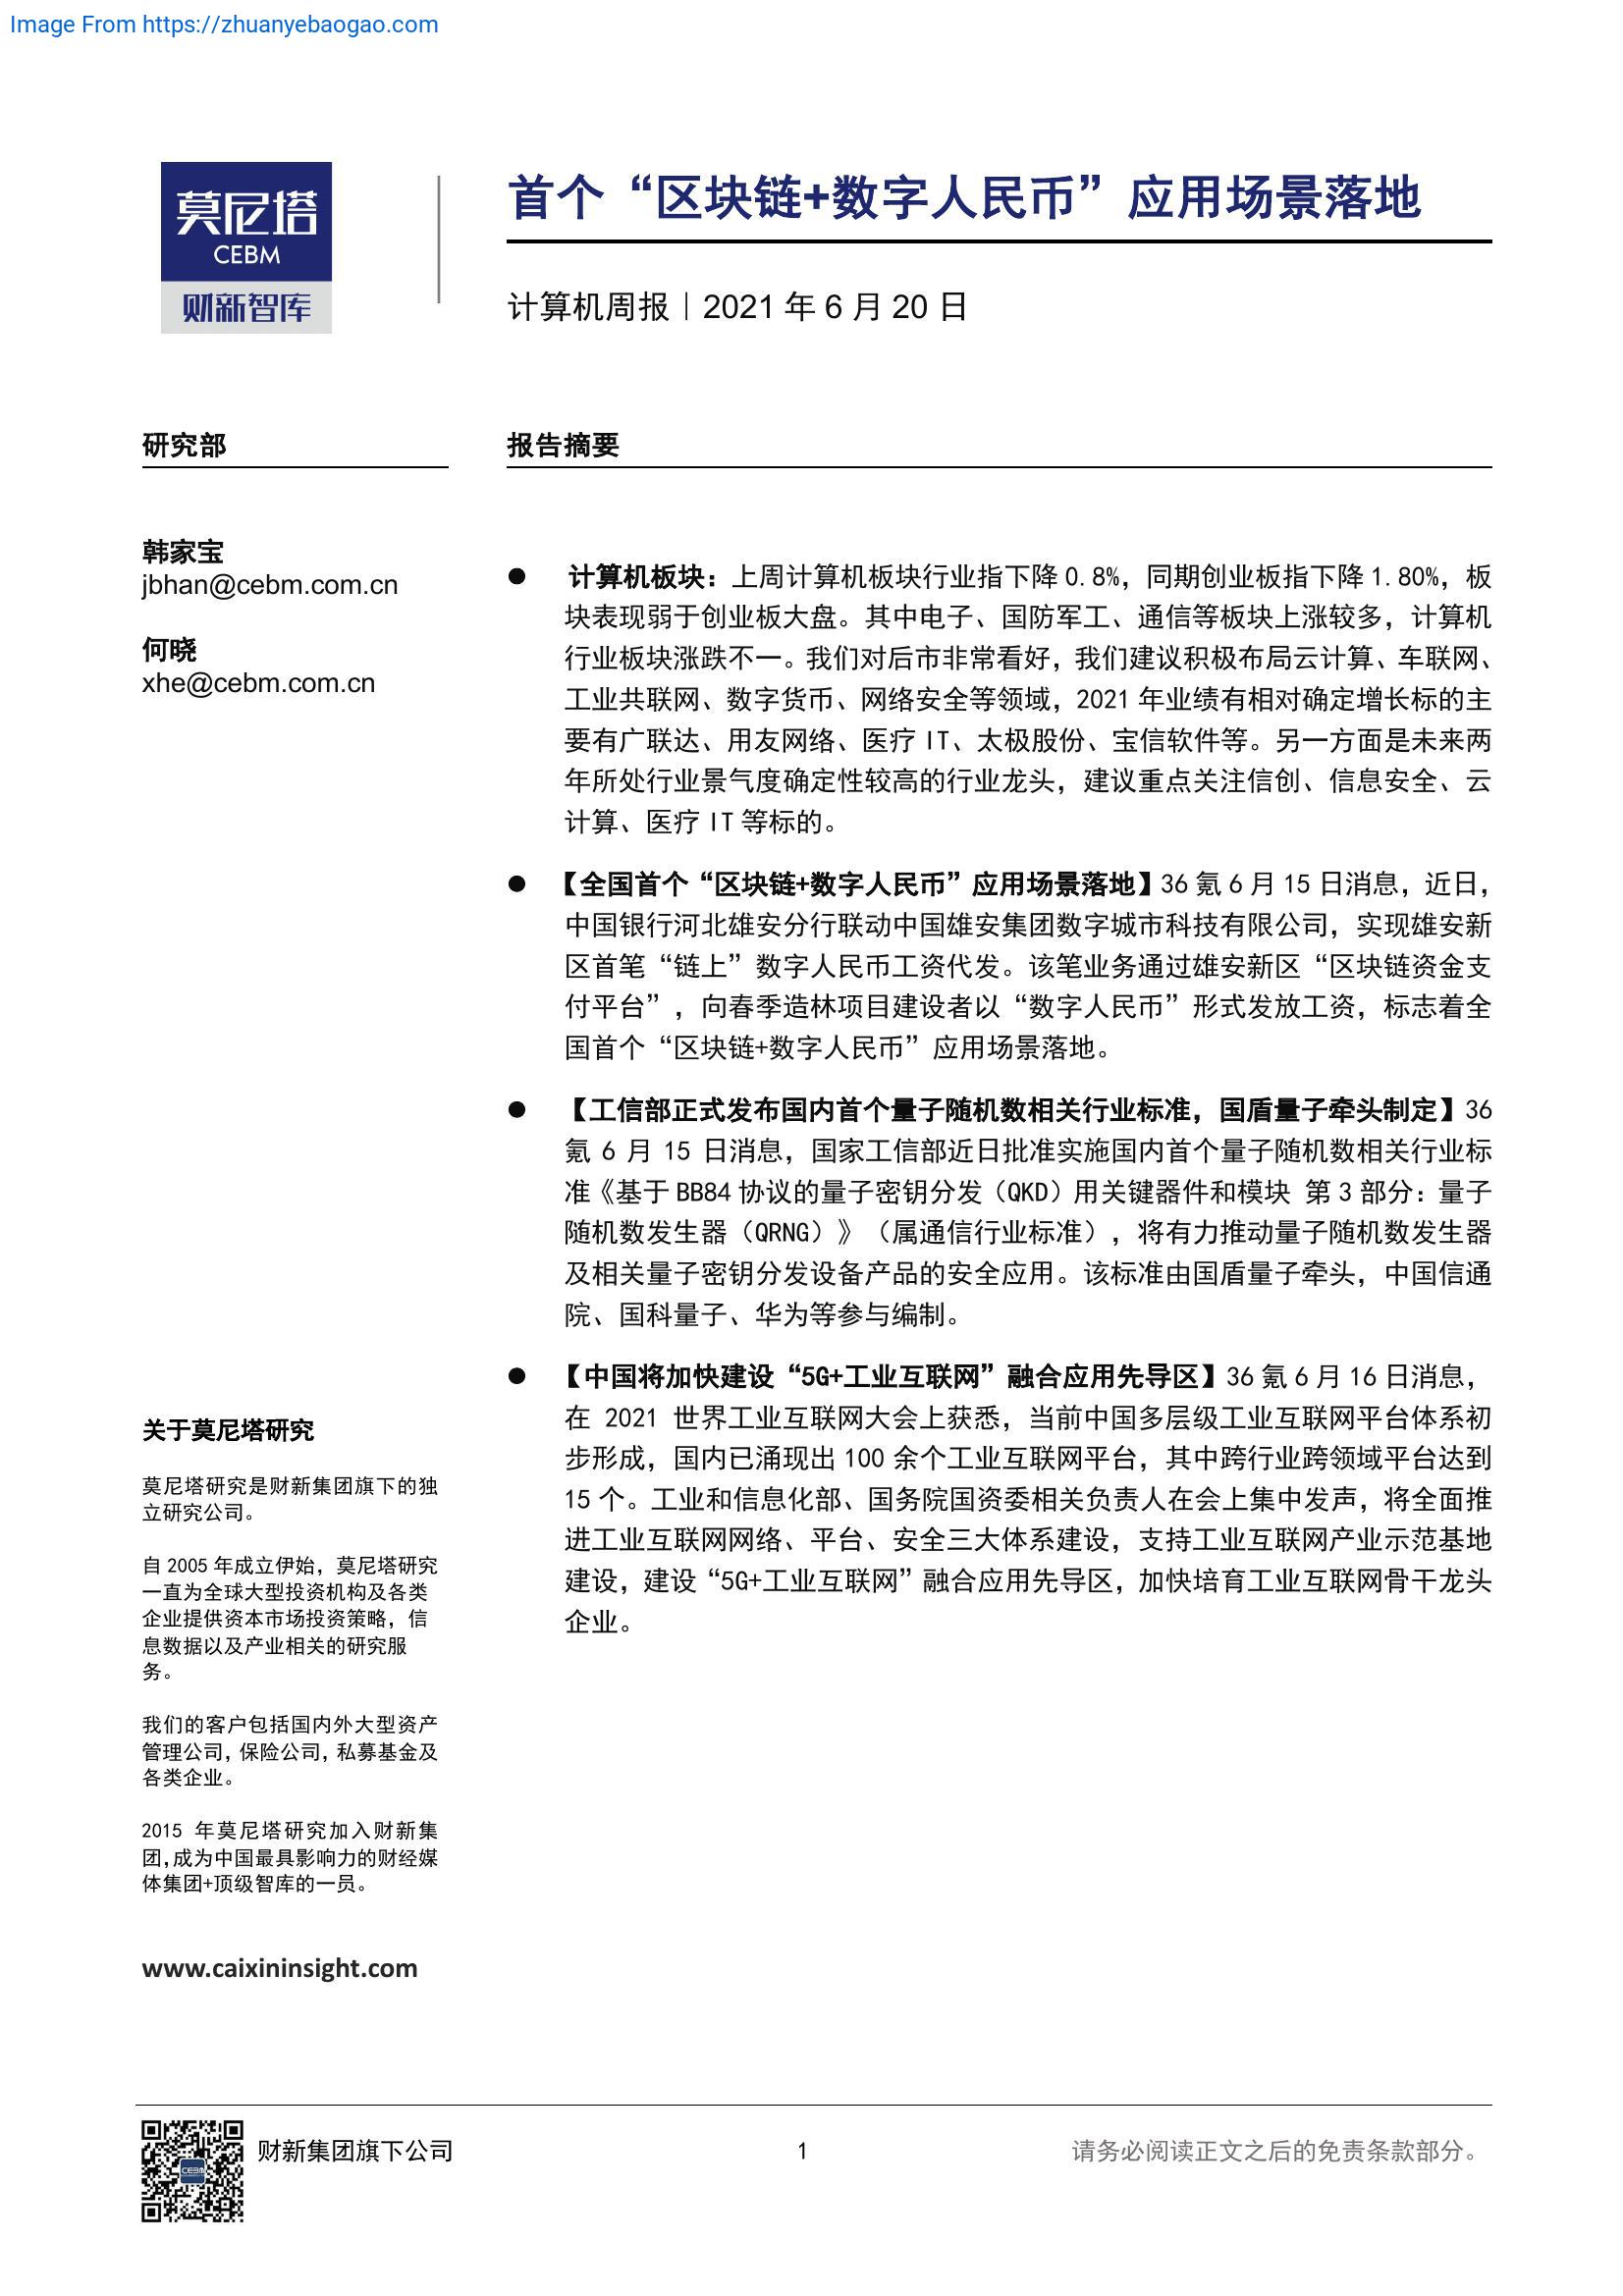 Image From https://zhuanyebaogao.com
莫尼塔
CEBM
财新智库
首个“区块链+数字人民币”应用场景落地
计算机周报｜2021 年 6 月 20 日
研究部
韩家宝
jbhan@cebm.com.cn
何晓
xhe@cebm.com.cn
报告摘要
● 计算机板块：上周计算机板块行业指下降 0.8%，同期创业板指下降 1.80%，板
块表现弱于创业板大盘。其中电子、国防军工、通信等板块上涨较多，计算机
行业板块涨跌不一。我们对后市非常看好，我们建议积极布局云计算、车联网、
工业共联网、数字货币、网络安全等领域，2021 年业绩有相对确定增长标的主
要有广联达、用友网络、医疗 IT、太极股份、宝信软件等。另一方面是未来两
年所处行业景气度确定性较高的行业龙头，建议重点关注信创、信息安全、云
计算、医疗 IT 等标的。
● 【全国首个“区块链+数字人民币”应用场景落地】36 氪 6 月 15 日消息，近日，
中国银行河北雄安分行联动中国雄安集团数字城市科技有限公司，实现雄安新
区首笔“链上”数字人民币工资代发。该笔业务通过雄安新区“区块链资金支
付平台”，向春季造林项目建设者以“数字人民币”形式发放工资，标志着全
国首个“区块链+数字人民币”应用场景落地。
● 【工信部正式发布国内首个量子随机数相关行业标准，国盾量子牵头制定】36
氪 6 月 15 日消息，国家工信部近日批准实施国内首个量子随机数相关行业标
准《基于 BB84 协议的量子密钥分发（QKD）用关键器件和模块 第 3 部分：量子
随机数发生器（QRNG）》（属通信行业标准），将有力推动量子随机数发生器
及相关量子密钥分发设备产品的安全应用。该标准由国盾量子牵头，中国信通
院、国科量子、华为等参与编制。
● 【中国将加快建设“5G+工业互联网”融合应用先导区】36 氪 6 月 16 日消息，
在 2021 世界工业互联网大会上获悉，当前中国多层级工业互联网平台体系初
步形成，国内已涌现出 100 余个工业互联网平台，其中跨行业跨领域平台达到
15 个。工业和信息化部、国务院国资委相关负责人在会上集中发声，将全面推
进工业互联网网络、平台、安全三大体系建设，支持工业互联网产业示范基地
建设，建设“5G+工业互联网”融合应用先导区，加快培育工业互联网骨干龙头
企业。
关于莫尼塔研究
莫尼塔研究是财新集团旗下的独
立研究公司。
自 2005 年成立伊始，莫尼塔研究
一直为全球大型投资机构及各类
企业提供资本市场投资策略，信
息数据以及产业相关的研究服
务。
我们的客户包括国内外大型资产
管理公司，保险公司，私募基金及
各类企业。
2015 年莫尼塔研究加入财新集
团,成为中国最具影响力的财经媒
体集团+顶级智库的一员。
www.caixininsight.com
CEBM
财新集团旗下公司
1
请务必阅读正文之后的免责条款部分。